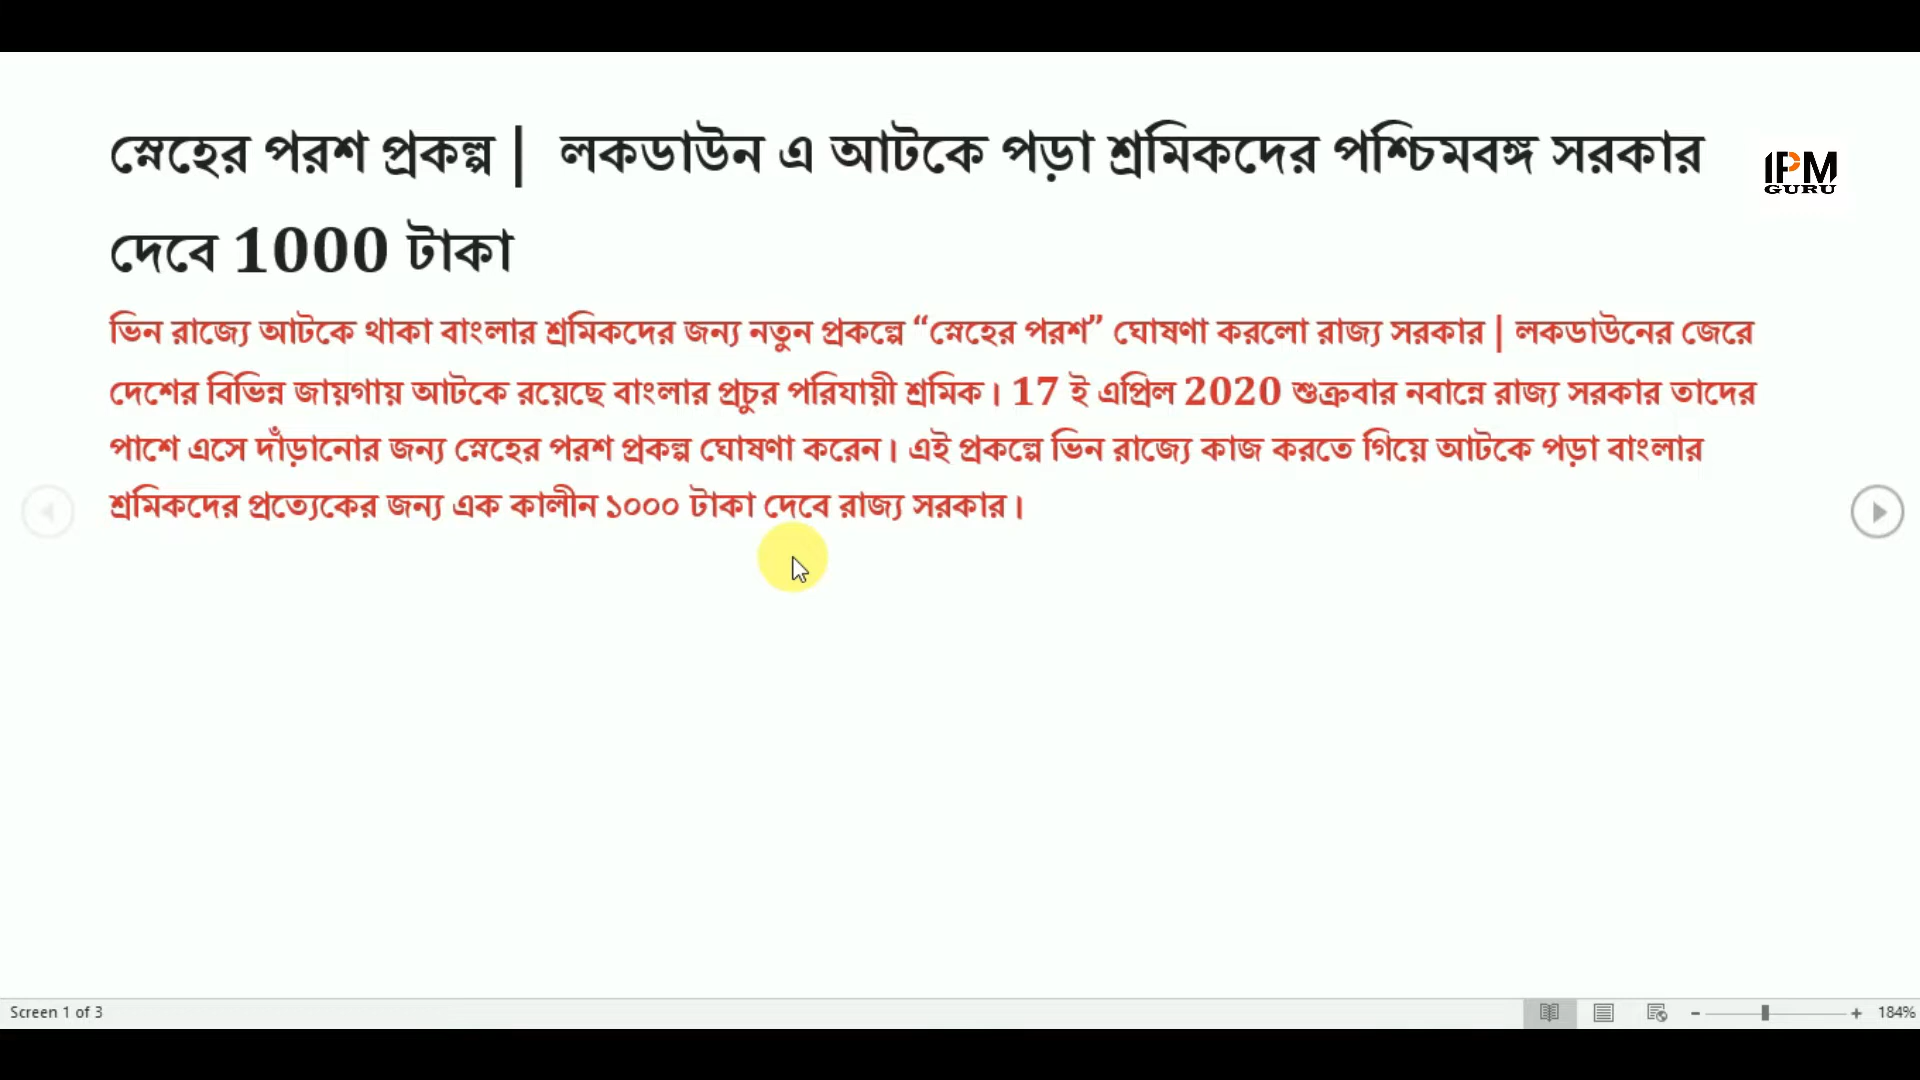 স্নেহের পরশ প্রকল্প | লকডাউন এ আটকে পড়া শ্রমিকদের পশ্চিমবঙ্গ সরকার
দেবে 1000 টাকা
IPM
GURU
ভিন রাজ্যে আটকে থাকা বাংলার শ্রমিকদের জন্য নতুন প্রকল্পে “স্নেহের পরশ” ঘোষণা করলো রাজ্য সরকার | লকডাউনের জেরে
দেশের বিভিন্ন জায়গায় আটকে রয়েছে বাংলার প্রচুর পরিযায়ী শ্রমিক। 17 ই এপ্রিল 2020 শুক্রবার নবান্নে রাজ্য সরকার তাদের
পাশে এসে দাঁড়ানোর জন্য স্নেহের পরশ প্রকল্প ঘোষণা করেন। এই প্রকল্পে ভিন রাজ্যে কাজ করতে গিয়ে আটকে পড়া বাংলার
শ্রমিকদের প্রত্যেকের জন্য এক কালীন ১০০০ টাকা দেবে রাজ্য সরকার।
Screen 1 of 3
184%